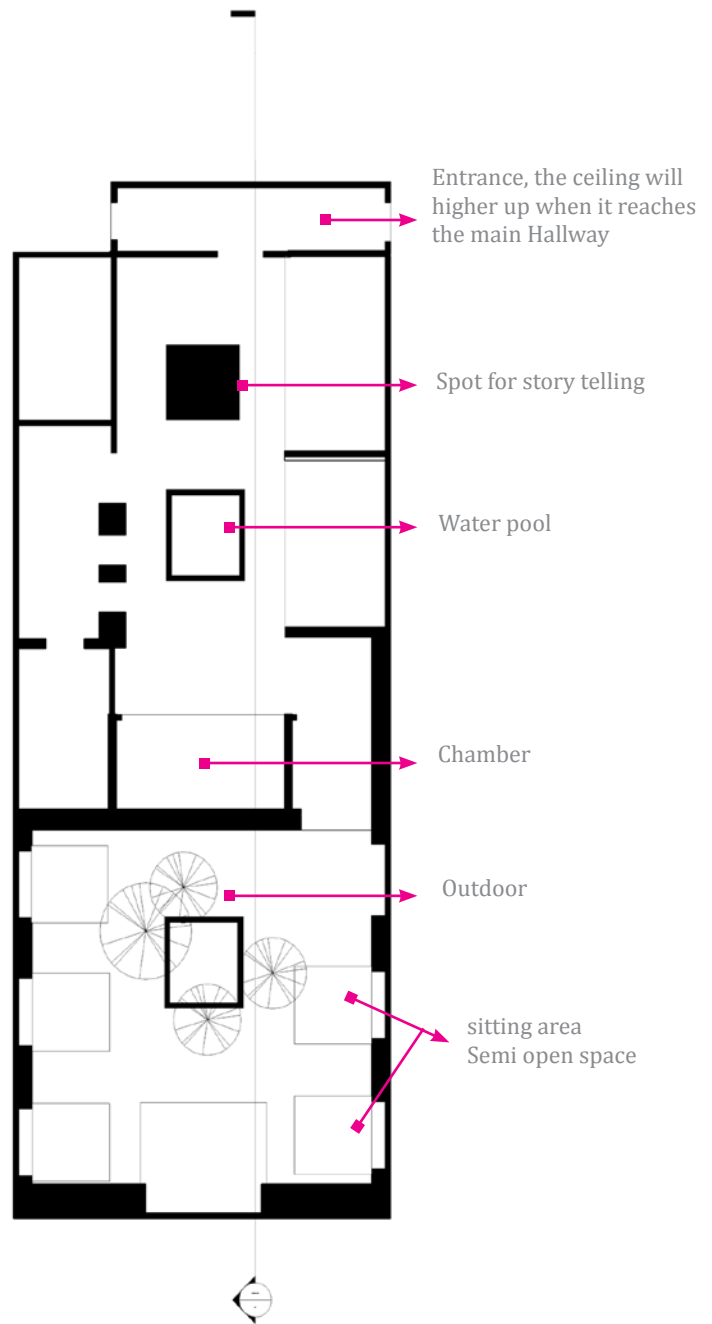 Entrance, the ceiling will
higher up when it reaches
the main Hallway
Spot for story telling
Water pool
Chamber
Outdoor
sitting area
Semi open space